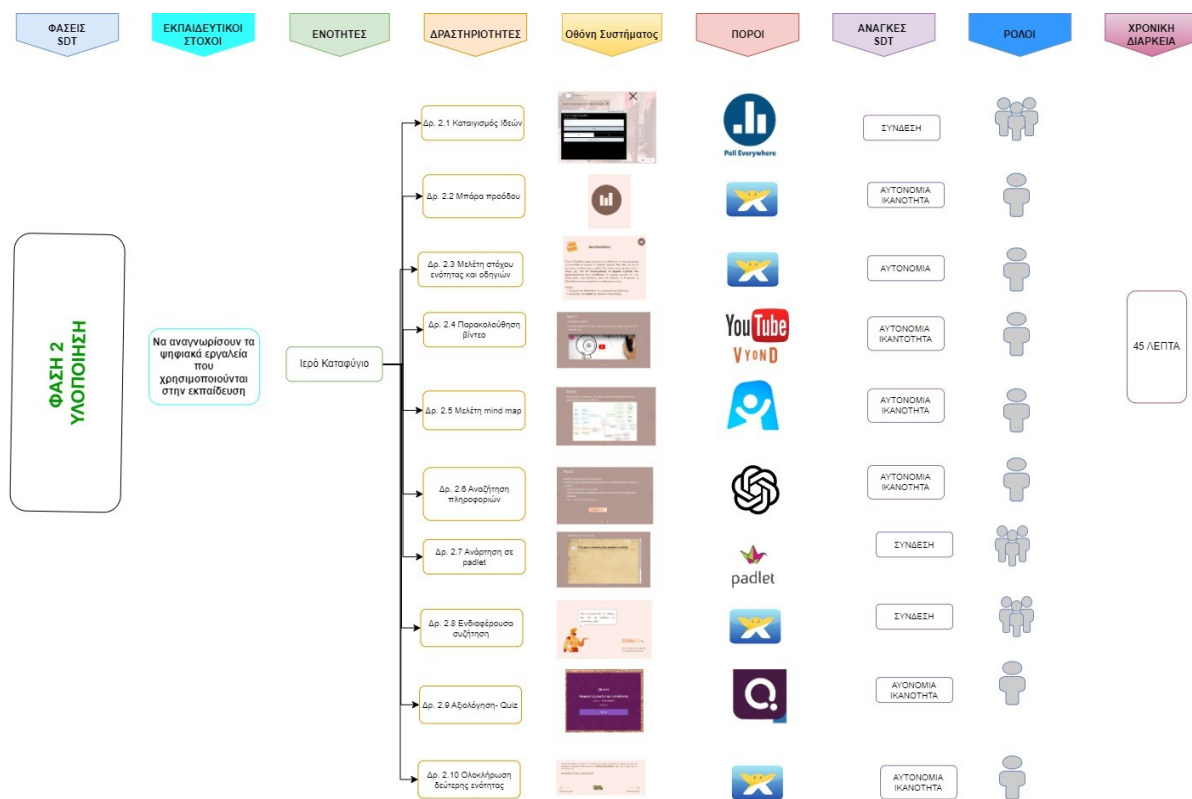 ΦΑΣΕΙΣ
SDT
ΕΚΠΑΙΔΕΥΤΙΚΟΙ
ΣΤΟΧΟΙ
ΕΝΟΤΗΤΕΣ
ΔΡΑΣΤΗΡΙΟΤΗΤΕΣ
Οθόνη Συστήματος
ΠΟΡΟΙ
ΑΝΑΓΚΕΣ
SDT
ΡΟΛΟΙ
ΧΡΟΝΙΚΗ
ΔΙΑΡΚΕΙΑ
ΦΑΣΗ 2
ΥΛΟΠΟΙΗΣΗ
Να αναγνωρίσουν τα
ψηφιακά εργαλεία
που
χρησιμοποιούνται
στην εκπαίδευση
Ιερό Καταφύγιο
Δρ. 2.1 Καταιγισμός Ιδεών
Poll Everywhere
ΣΥΝΔΕΣΗ
Δρ. 2.2 Μπάρα προόδου
ΑΥΤΟΝΟΜΙΑ
ΙΚΑΝΟΤΗΤΑ
Δρ. 2.3 Μελέτη στόχου
ενότητας και οδηγιών
ΑΥΤΟΝΟΜΙΑ
Δρ. 2.4 Παρακολούθηση
βίντεο
YouTube
VYOND
ΑΥΤΟΝΟΜΙΑ
ΙΚΑΝΤΟΤΗΤΑ
Δρ. 2.5 Μελέτη mind map
ΑΥΤΟΝΟΜΙΑ
ΙΚΑΝΟΤΗΤΑ
Δρ. 2.6 Αναζήτηση
πληροφοριών
ΑΥΤΟΝΟΜΙΑ
ΙΚΑΝΟΤΗΤΑ
Δρ. 2.7 Ανάρτηση σε
padlet
padlet
ΣΥΝΔΕΣΗ
Δρ. 2.8 Ενδιαφέρουσα
συζήτηση
ΣΥΝΔΕΣΗ
Δρ. 2.9 Αξιολόγηση- Quiz
ΑΥΟΝΟΜΙΑ
ΙΚΑΝΟΤΗΤΑ
Δρ. 2.10 Ολοκλήρωση
δεύτερης ενότητας
ΑΥΤΟΝΟΜΙΑ
ΙΚΑΝΟΤΗΤΑ
45 ΛΕΠΤΑ